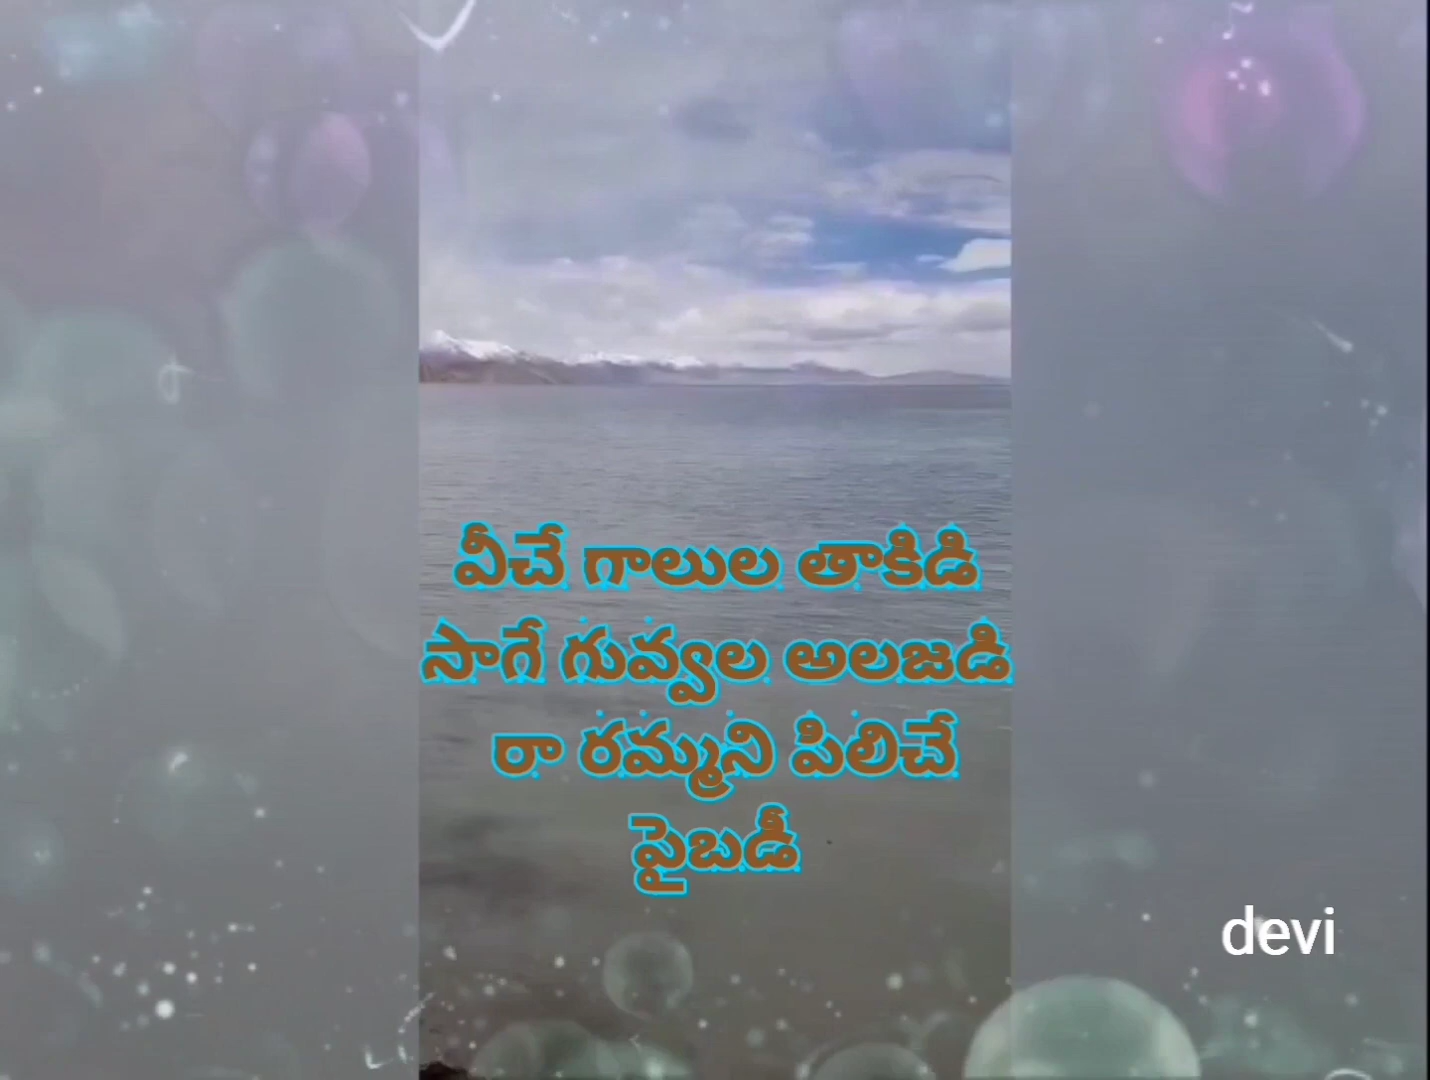 వీచే గాలుల తాకిడి
సాగే గువ్వల అలజడి
రా రమ్మని పిలిచే
పైబడీ
devi